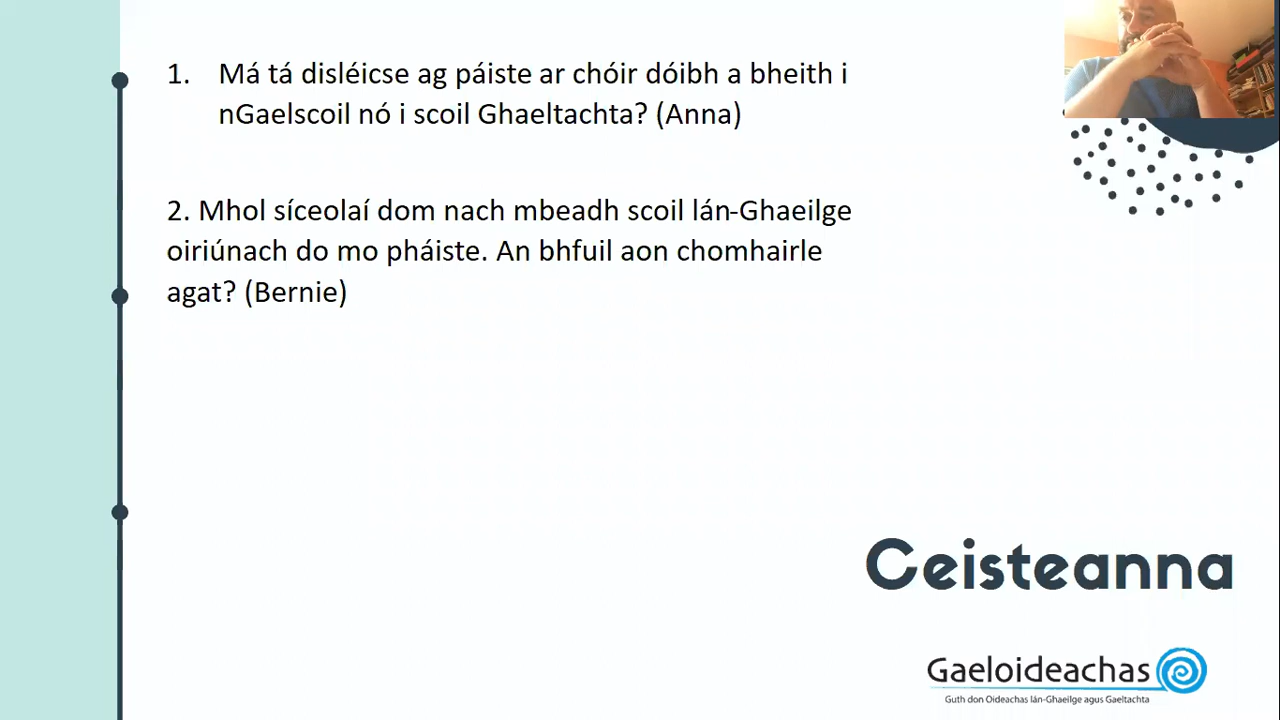 1. Má tá disléicse ag páiste ar chóir dóibh a bheith i
nGaelscoil nó i scoil Ghaeltachta? (Anna)
2. Mhol síceolaí dom nach mbeadh scoil lán-Ghaeilge
oiriúnach do mo pháiste. An bhfuil aon chomhairle
agat? (Bernie)
Ceisteanna
Gaeloideachas
Guth don Oideachas lán-Ghaeilge agus Gaeltachta